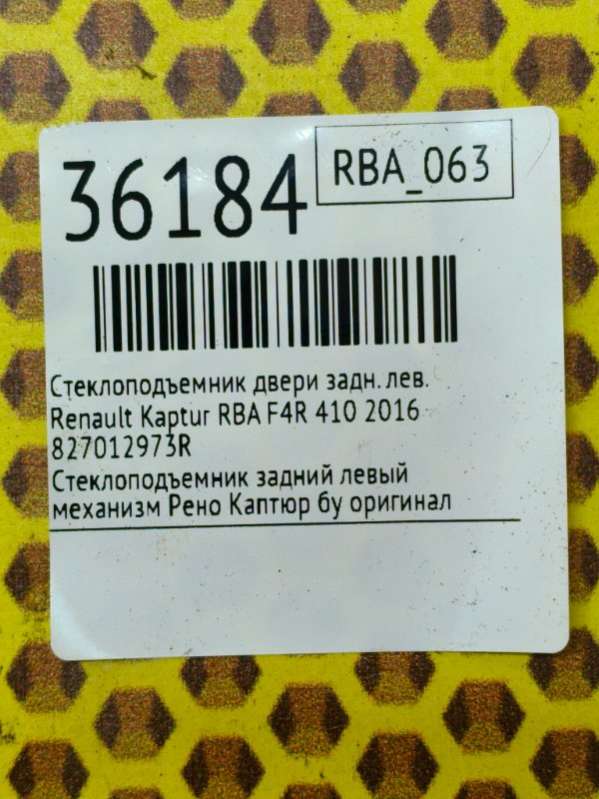 36184
RBA_063
Стеклоподъемник двери задн. лев.
Renault Kaptur RBA F4R 410 2016
827012973R
Стеклоподъемник задний левый
механизм Рено Каптюр бу оригинал